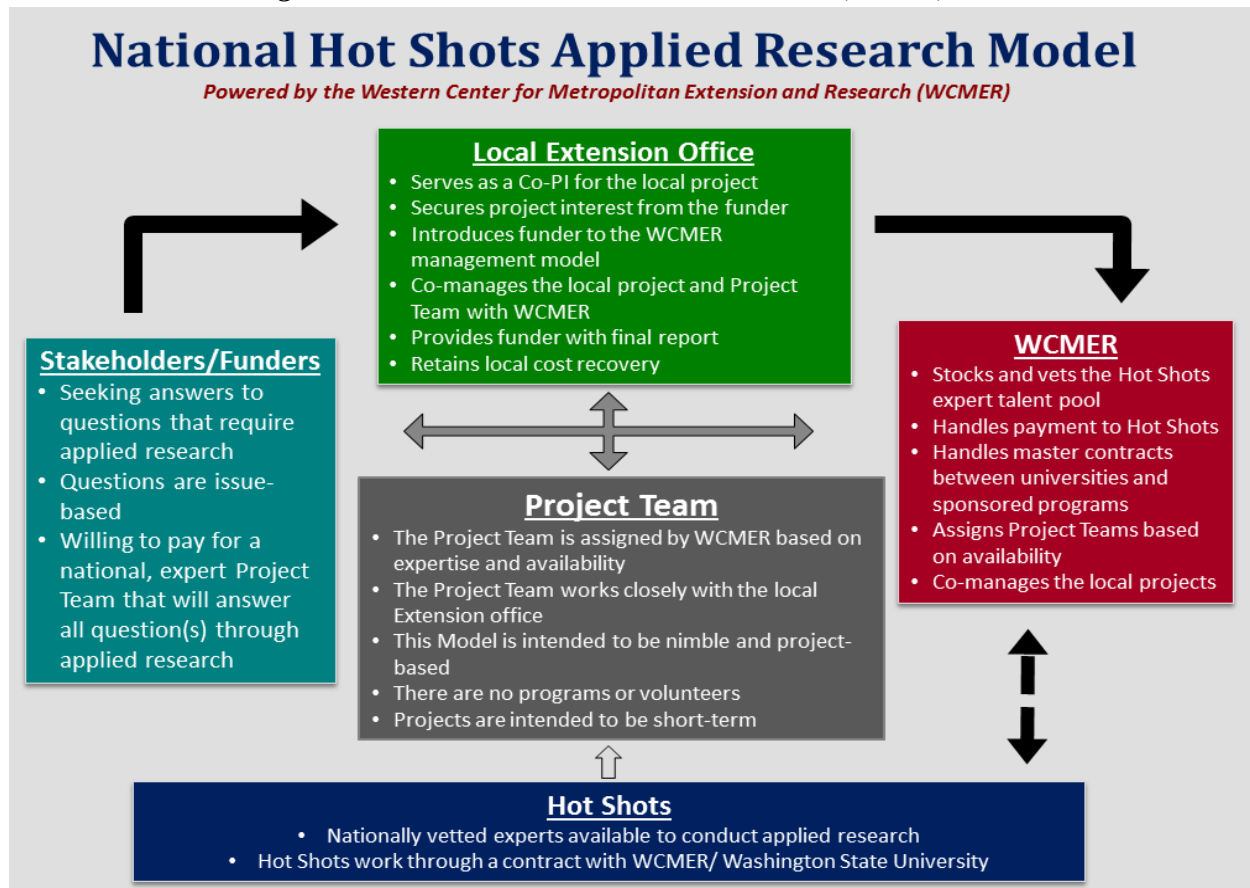 National Hot Shots Applied Research Model
Powered by the Western Center for Metropolitan Extension and Research (WCMER)
Local Extension Office
• Serves as a Co-PI for the local project
• Secures project interest from the funder
• Introduces funder to the WCMER
management model
• Co-manages the local project and Project
Team with WCMER
• Provides funder with final report
• Retains local cost recovery
Stakeholders/Funders
• Seeking answers to
questions that require
applied research
• Questions are issue-
based
• Willing to pay for a
national, expert Project
Team that will answer
all question(s) through
applied research
WCMER
• Stocks and vets the Hot Shots
expert talent pool
• Handles payment to Hot Shots
• Handles master contracts
between universities and
sponsored programs
• Assigns Project Teams based
on availability
• Co-manages the local projects
Project Team
• The Project Team is assigned by WCMER based on
expertise and availability
• The Project Team works closely with the local
Extension office
• This Model is intended to be nimble and project-
based
• There are no programs or volunteers
• Projects are intended to be short-term
Hot Shots
• Nationally vetted experts available to conduct applied research
• Hot Shots work through a contract with WCMER/ Washington State University